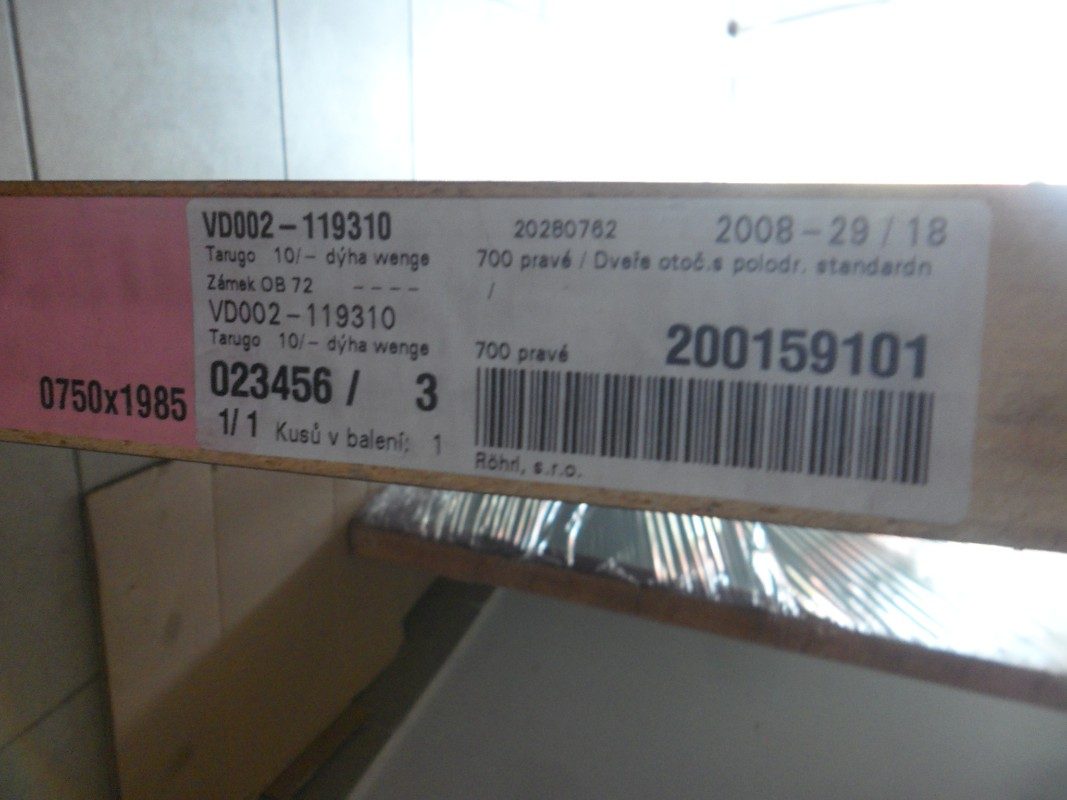 0750x1985
VD002-119310
Tarugo 10/- dýha wenge
Zámek OB 72 ----
VD002-119310
Tarugo 10/- dýha wenge
023456 / 3
1/1 Kusů v balení: 1
20280762 2008-29/18
700 pravé / Dveře otoč.s polodr. standardn
/
700 pravé 200159101
Röhrl, s.r.o.